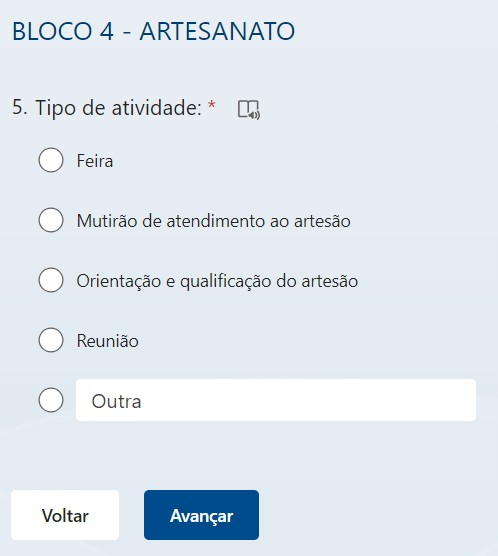 BLOCO 4 - ARTESANATO
5. Tipo de atividade: *
Feira
Mutirão de atendimento ao artesão
Orientação e qualificação do artesão
Reunião
Outra
Voltar
Avançar